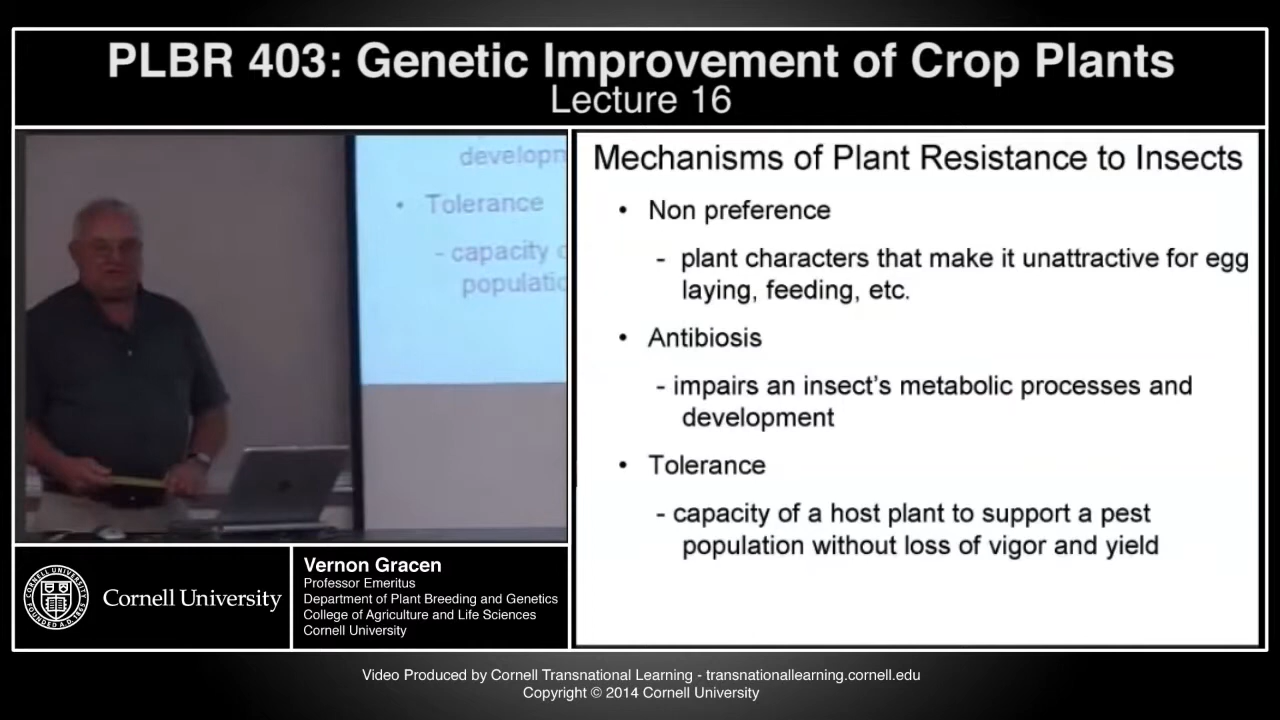 PLBR 403: Genetic Improvement of Crop Plants
Lecture 16
developn
• Tolerance
- capacity
populatio
Mechanisms of Plant Resistance to Insects
• Non preference
- plant characters that make it unattractive for egg
laying, feeding, etc.
• Antibiosis
- impairs an insect's metabolic processes and
development
• Tolerance
- capacity of a host plant to support a pest
population without loss of vigor and yield
Cornell University
Vernon Gracen
Professor Emeritus
Department of Plant Breeding and Genetics
College of Agriculture and Life Sciences
Cornell University
Video Produced by Cornell Transnational Learning - transnationallearning.cornell.edu
Copyright © 2014 Cornell University